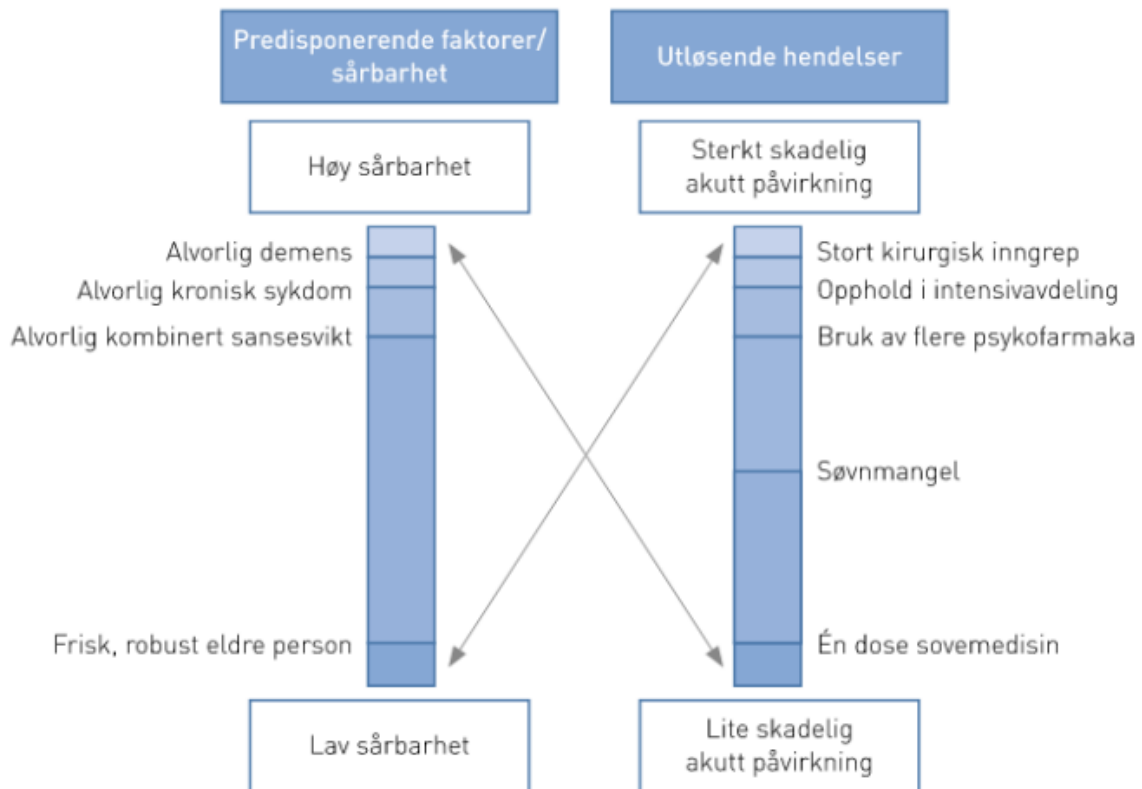 Predisponerende faktorer/
sårbarhet
Utløsende hendelser
Høy sårbarhet
Sterkt skadelig
akutt påvirkning
Alvorlig demens
Alvorlig kronisk sykdom
Alvorlig kombinert sansesvikt
Frisk, robust eldre person
Stort kirurgisk inngrep
Opphold i intensivavdeling
Bruk av flere psykofarmaka
Søvnmangel
Én dose sovemedisin
Lav sårbarhet
Lite skadelig
akutt påvirkning